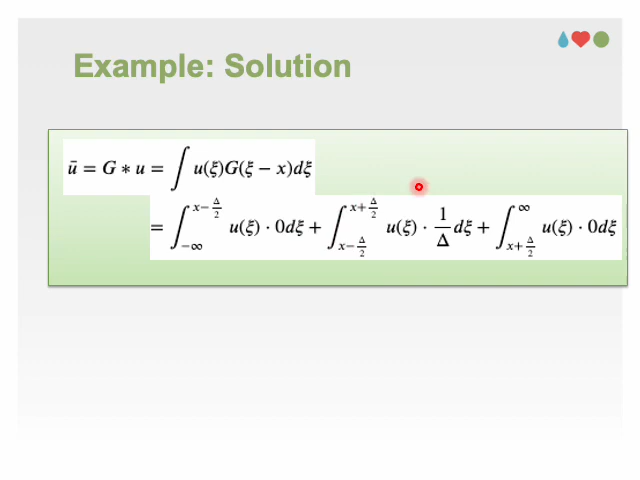 Example: Solution
ū = G ∗ u = ∫ u(ξ)G(ξ − x)dξ
= ∫_{−∞}^{x−Δ/2} u(ξ) · 0dξ + ∫_{x−Δ/2}^{x+Δ/2} u(ξ) · 1/Δ dξ + ∫_{x+Δ/2}^{∞} u(ξ) · 0dξ